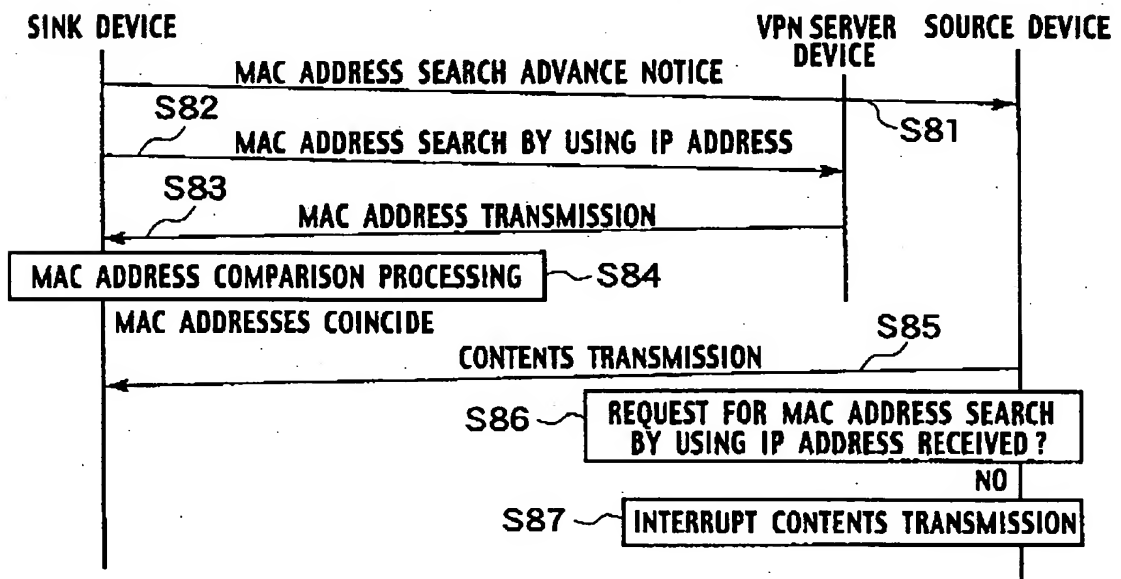 SINK DEVICE
VPN SERVER
DEVICE
SOURCE DEVICE
MAC ADDRESS SEARCH ADVANCE NOTICE
S81
S82
MAC ADDRESS SEARCH BY USING IP ADDRESS
S83
MAC ADDRESS TRANSMISSION
MAC ADDRESS COMPARISON PROCESSING
S84
MAC ADDRESSES COINCIDE
S85
CONTENTS TRANSMISSION
S86
REQUEST FOR MAC ADDRESS SEARCH
BY USING IP ADDRESS RECEIVED ?
NO
S87
INTERRUPT CONTENTS TRANSMISSION